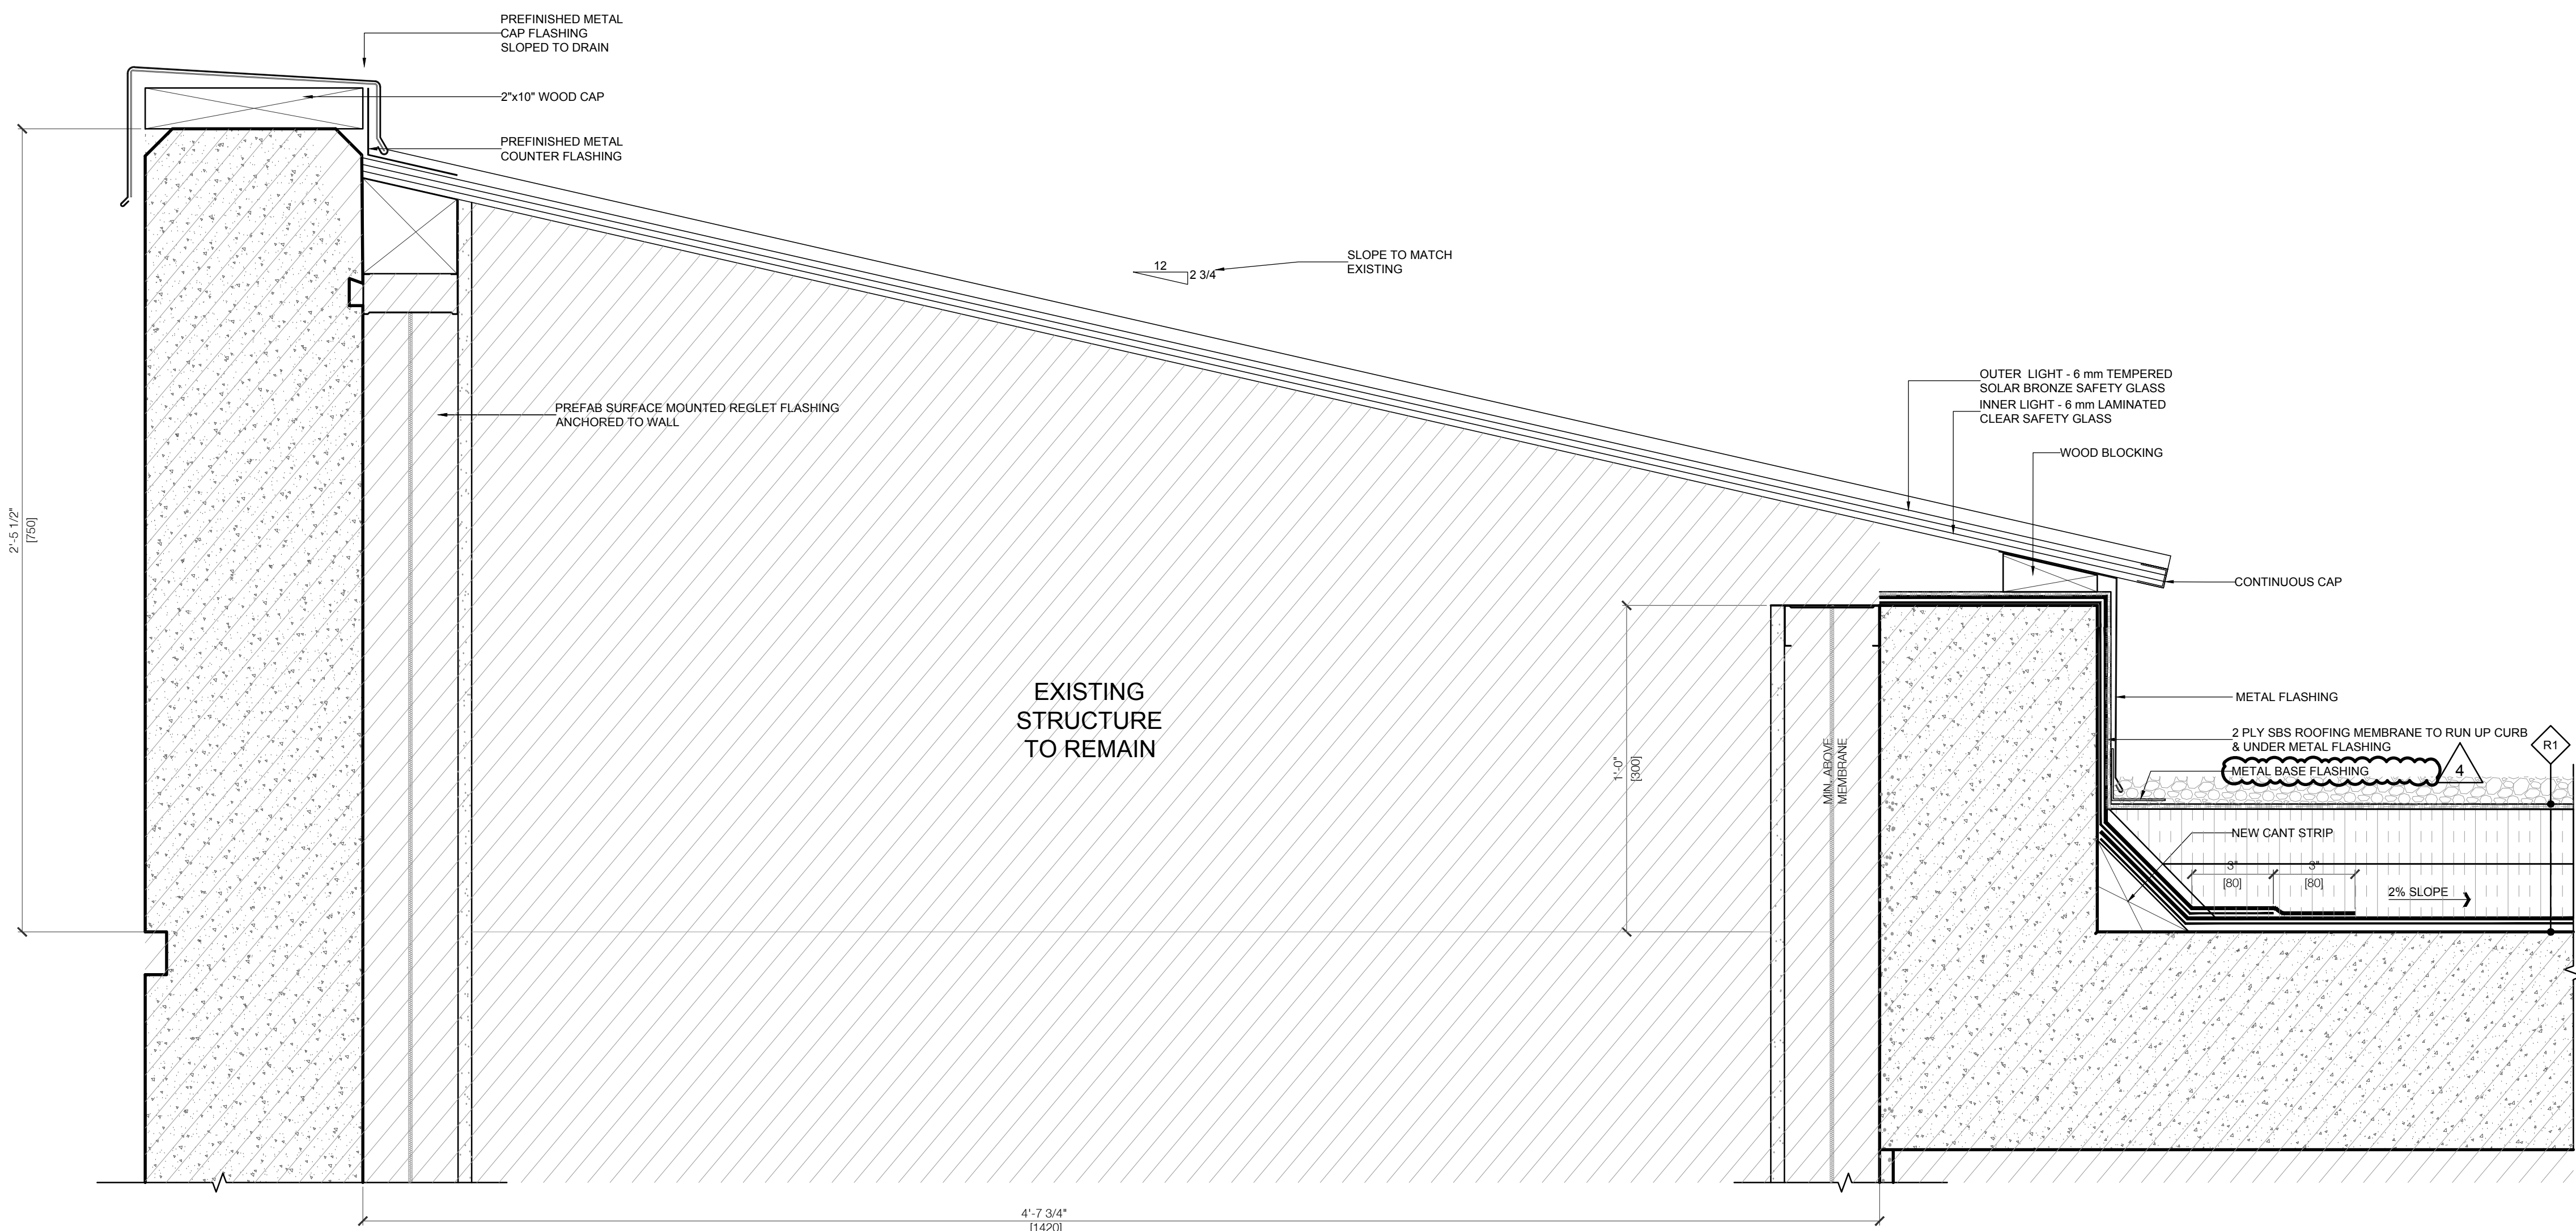 PREFINISHED METAL
CAP FLASHING
SLOPED TO DRAIN
2"x10" WOOD CAP
PREFINISHED METAL
COUNTER FLASHING
12
2 3/4
SLOPE TO MATCH
EXISTING
OUTER LIGHT - 6 mm TEMPERED
SOLAR BRONZE SAFETY GLASS
INNER LIGHT - 6 mm LAMINATED
CLEAR SAFETY GLASS
WOOD BLOCKING
PREFAB SURFACE MOUNTED REGLET FLASHING
ANCHORED TO WALL
2'-5 1/2"
[750]
CONTINUOUS CAP
EXISTING
STRUCTURE
TO REMAIN
1'-0"
[300]
MIN. ABOVE
MEMBRANE
METAL FLASHING
2 PLY SBS ROOFING MEMBRANE TO RUN UP CURB
& UNDER METAL FLASHING
R1
METAL BASE FLASHING
4
NEW CANT STRIP
3"
[80]
3"
[80]
2% SLOPE
4'-7 3/4"
[1420]